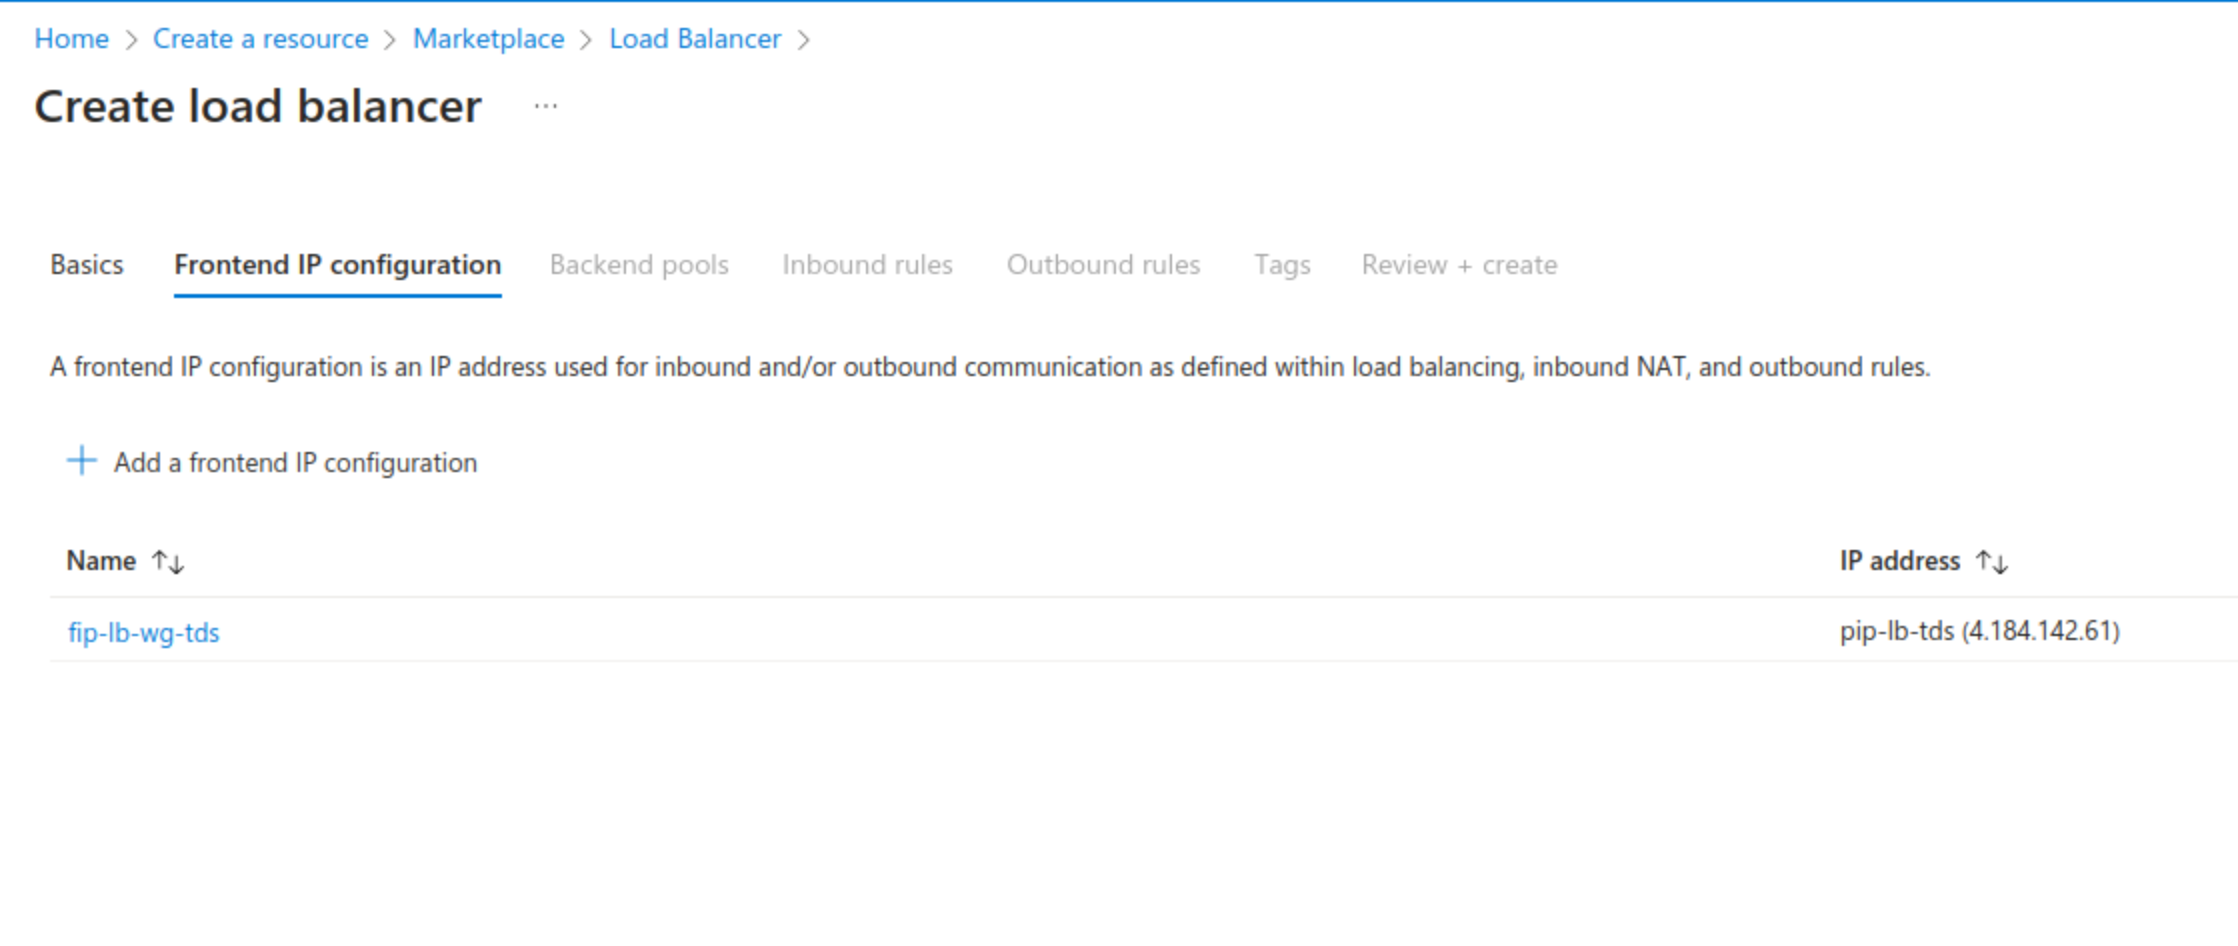 Home > Create a resource > Marketplace > Load Balancer >
Create load balancer ...
Basics Frontend IP configuration Backend pools Inbound rules Outbound rules Tags Review + create
A frontend IP configuration is an IP address used for inbound and/or outbound communication as defined within load balancing, inbound NAT, and outbound rules.
+ Add a frontend IP configuration
Name ↑↓ IP address ↑↓
fip-lb-wg-tds pip-lb-tds (4.184.142.61)